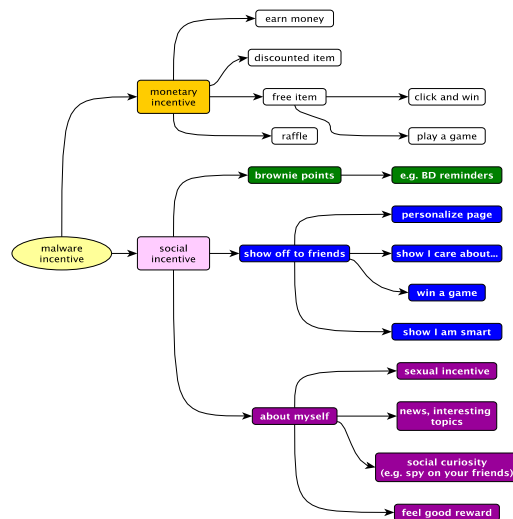 earn money
discounted item
monetary
incentive
free item
click and win
raffle
play a game
brownie points
e.g. BD reminders
personalize page
malware
incentive
social
incentive
show off to friends
show I care about...
win a game
show I am smart
sexual incentive
about myself
news, interesting
topics
social curiosity
(e.g. spy on your friends)
feel good reward